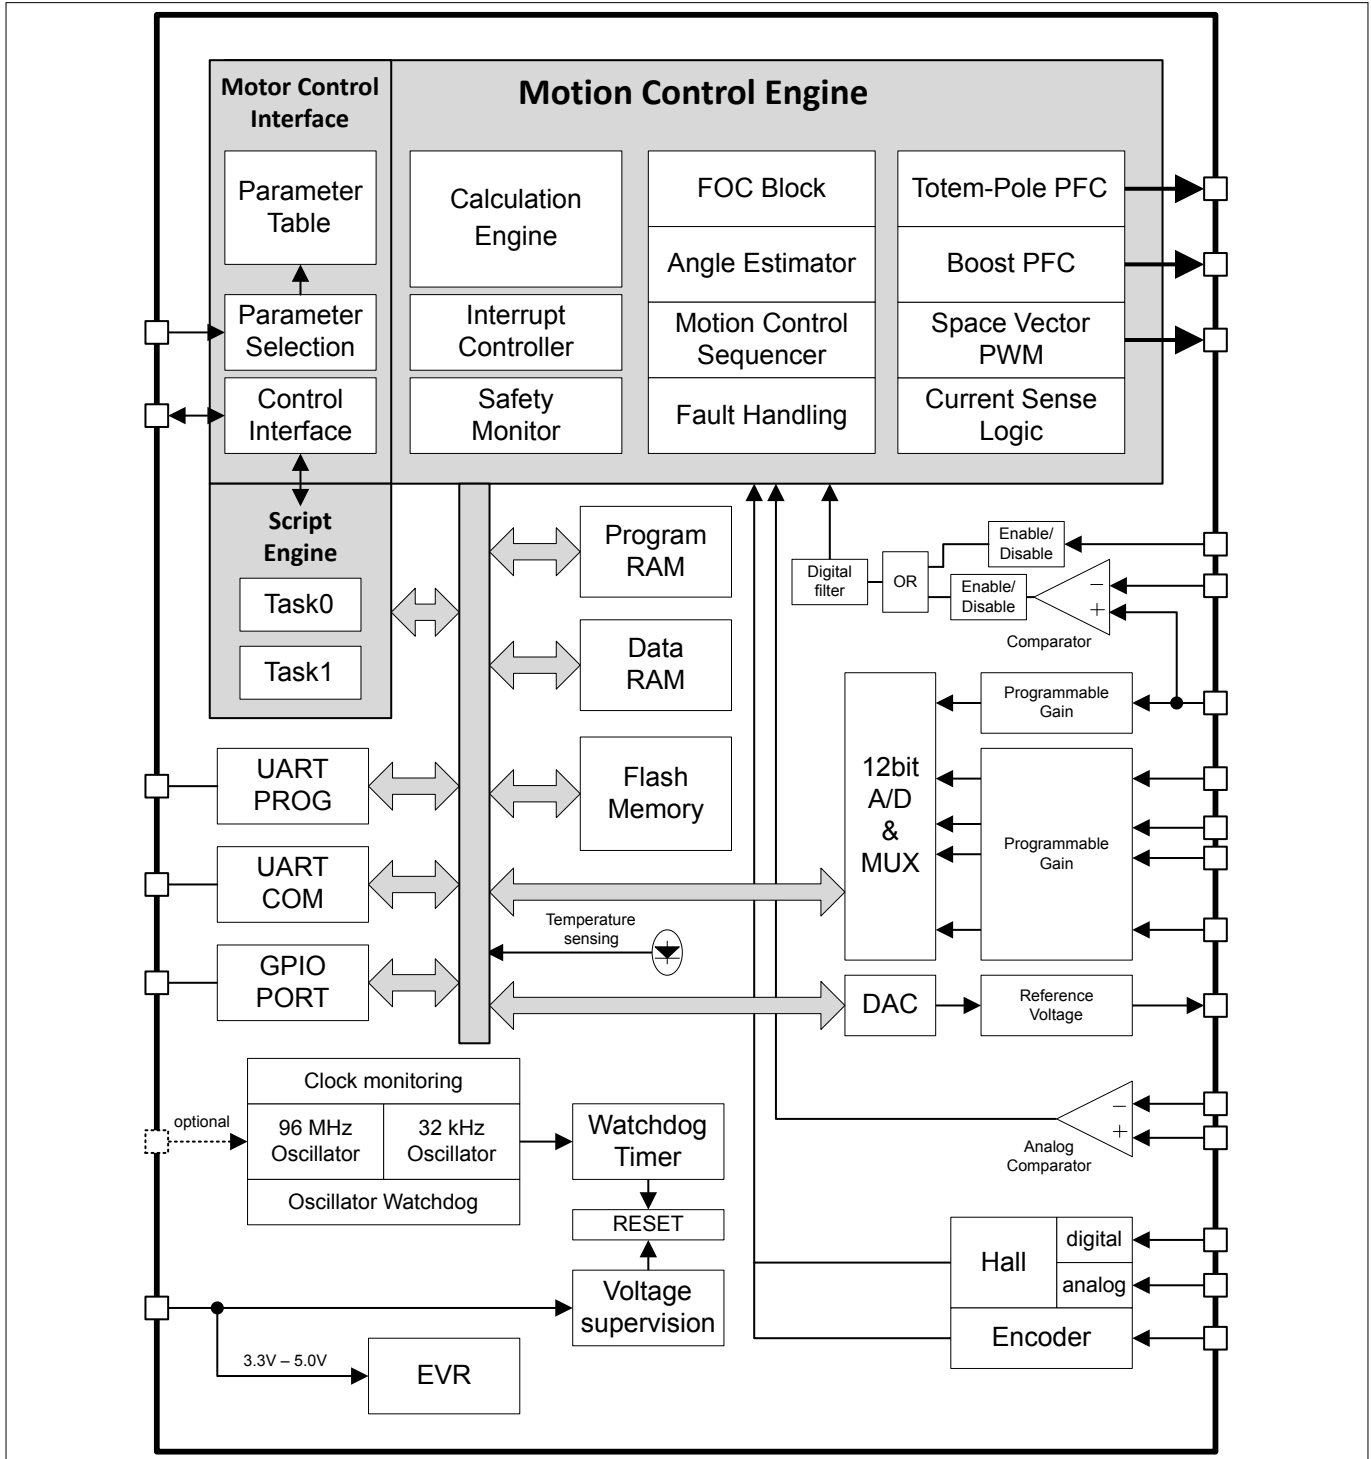 Motor Control
Interface
Motion Control Engine
Parameter
Table
Parameter
Selection
Control
Interface
Calculation
Engine
Interrupt
Controller
Safety
Monitor
FOC Block
Angle Estimator
Motion Control
Sequencer
Fault Handling
Totem-Pole PFC
Boost PFC
Space Vector
PWM
Current Sense
Logic
Script
Engine
Task0
Task1
Program
RAM
Data
RAM
Flash
Memory
Digital
filter
OR
Enable/
Disable
Enable/
Disable
−
+
Comparator
UART
PROG
UART
COM
GPIO
PORT
12bit
A/D
&
MUX
Programmable
Gain
Programmable
Gain
Temperature
sensing
DAC
Reference
Voltage
optional
Clock monitoring
96 MHz
Oscillator
32 kHz
Oscillator
Oscillator Watchdog
Watchdog
Timer
RESET
Voltage
supervision
3.3V – 5.0V
EVR
−
+
Analog
Comparator
Hall
digital
analog
Encoder